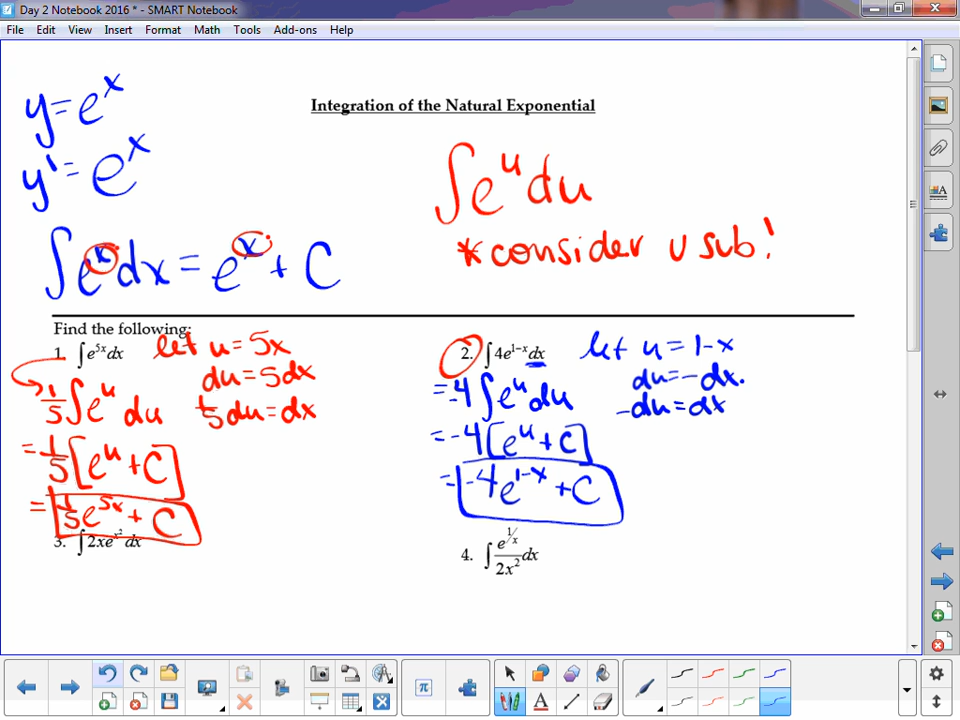 Day 2 Notebook 2016 * - SMART Notebook
File Edit View Insert Format Math Tools Add-ons Help
Integration of the Natural Exponential
y=e^x
y'=e^x
∫e^x dx = e^x + C
∫e^u du
*consider u sub!
Find the following:
1. ∫e^{5x}dx
let u = 5x
du = 5dx
1/5 du = dx
1/5 ∫e^u du
= 1/5 [e^u + C]
= 1/5 e^{5x} + C
2. ∫4e^{1-x}dx
let u = 1-x
du = -dx.
-du = dx
= -4 ∫e^u du
= -4 [e^u + C]
= -4e^{1-x} + C
3. ∫2xe^{x^2}dx
4. ∫ e^{1/x} / 2x^2 dx
π
A